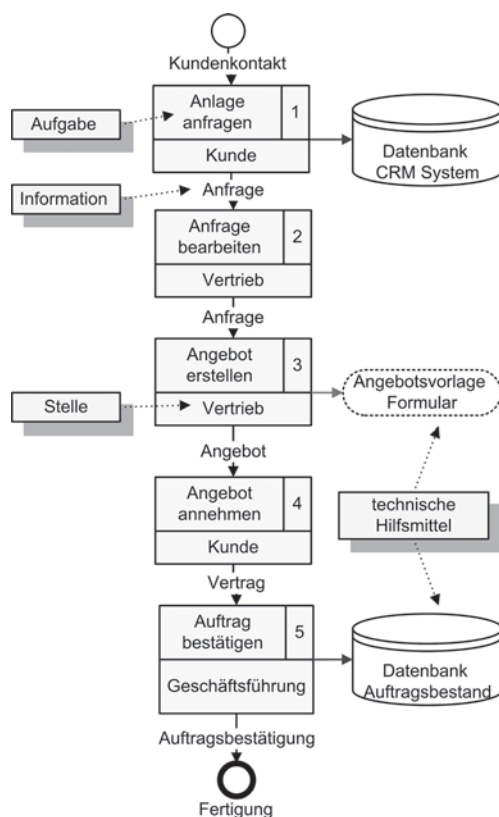 Kundenkontakt
Aufgabe
Anlage
anfragen
1
Kunde
Datenbank
CRM System
Information
Anfrage
Anfrage
bearbeiten
2
Vertrieb
Anfrage
Angebot
erstellen
3
Vertrieb
Angebotsvorlage
Formular
Stelle
Angebot
Angebot
annehmen
4
Kunde
technische
Hilfsmittel
Vertrag
Auftrag
bestätigen
5
Geschäftsführung
Datenbank
Auftragsbestand
Auftragsbestätigung
Fertigung